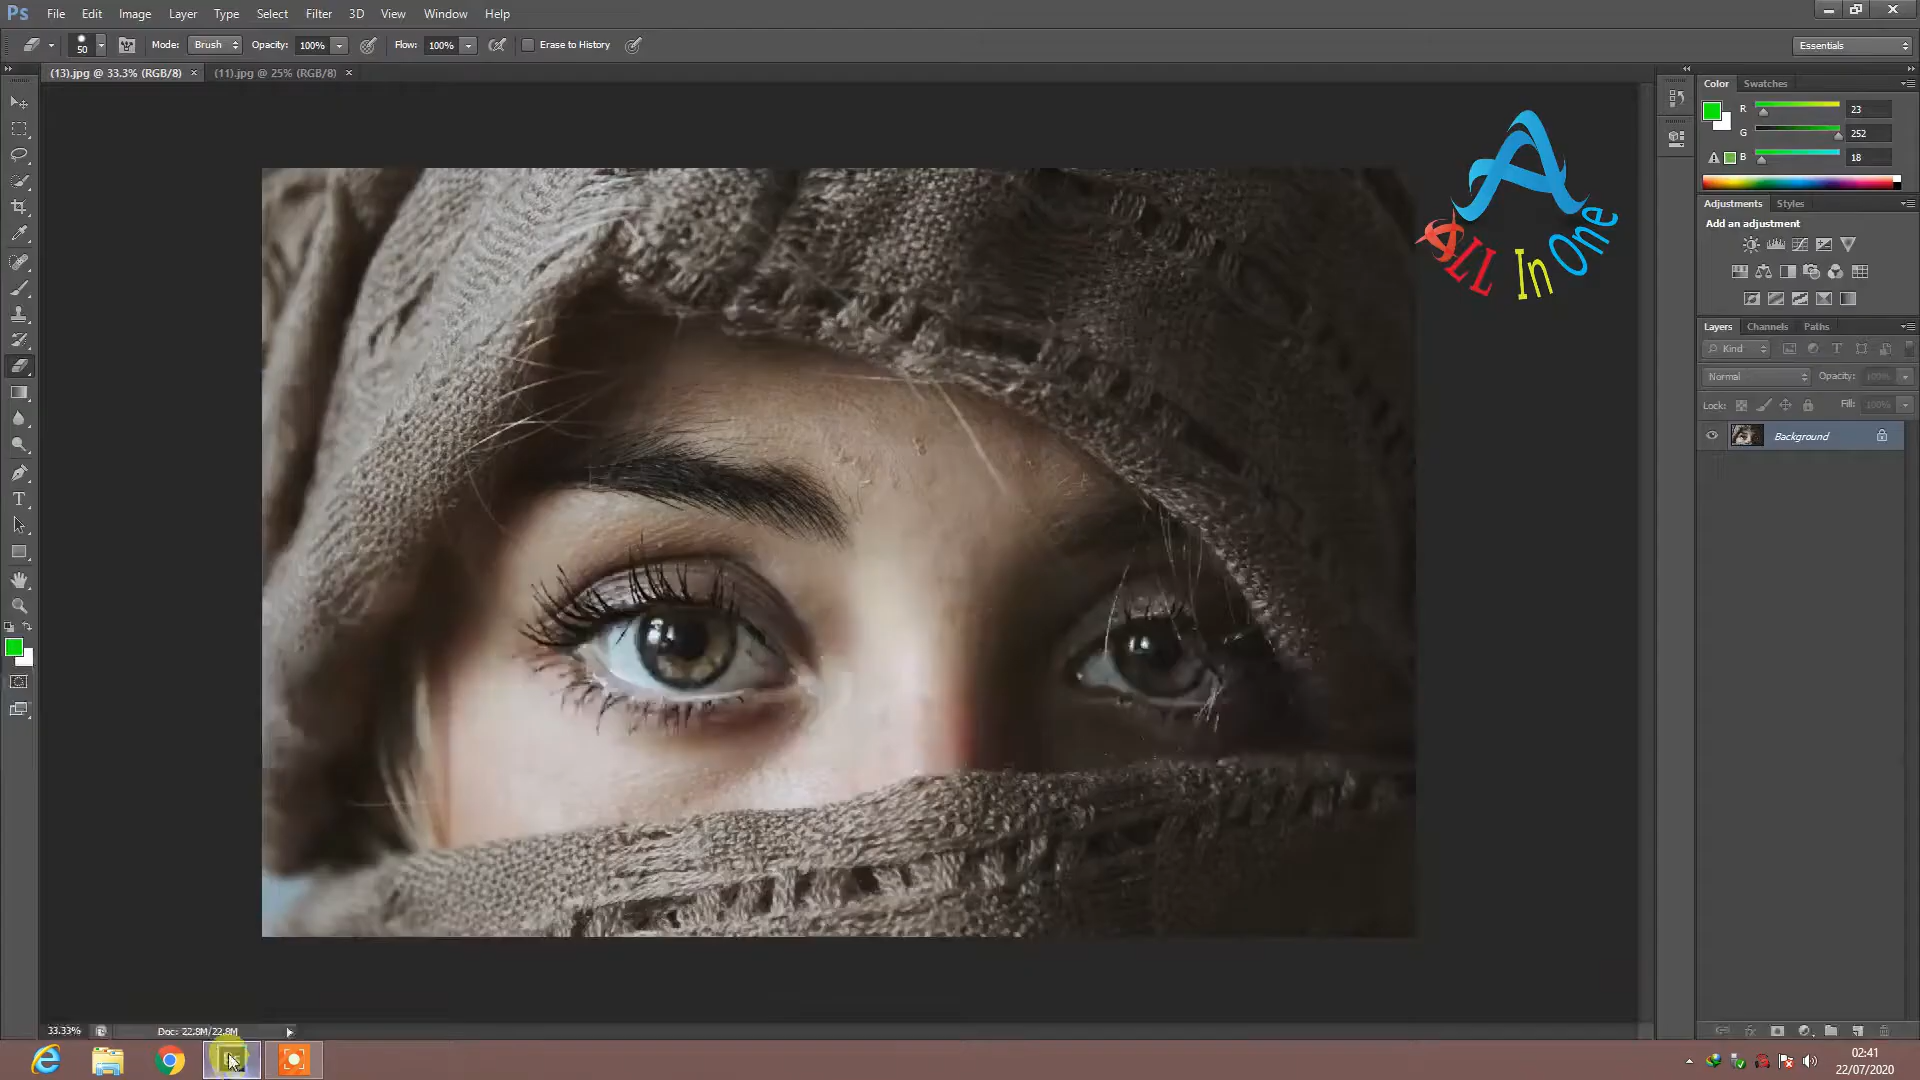 Ps File Edit Image Layer Type Select Filter 3D View Window Help
50 Mode: Brush Opacity: 100% Flow: 100% Erase to History Essentials
(13).jpg @ 33.3% (RGB/8) × (11).jpg @ 25% (RGB/8) ×
Color Swatches
R 23
G 252
B 18
ALL In One
Adjustments Styles
Add an adjustment
Layers Channels Paths
Kind
Normal Opacity: 100%
Lock: Fill: 100%
Background
33.33% Doc: 22.8M/22.8M
02:41
22/07/2020